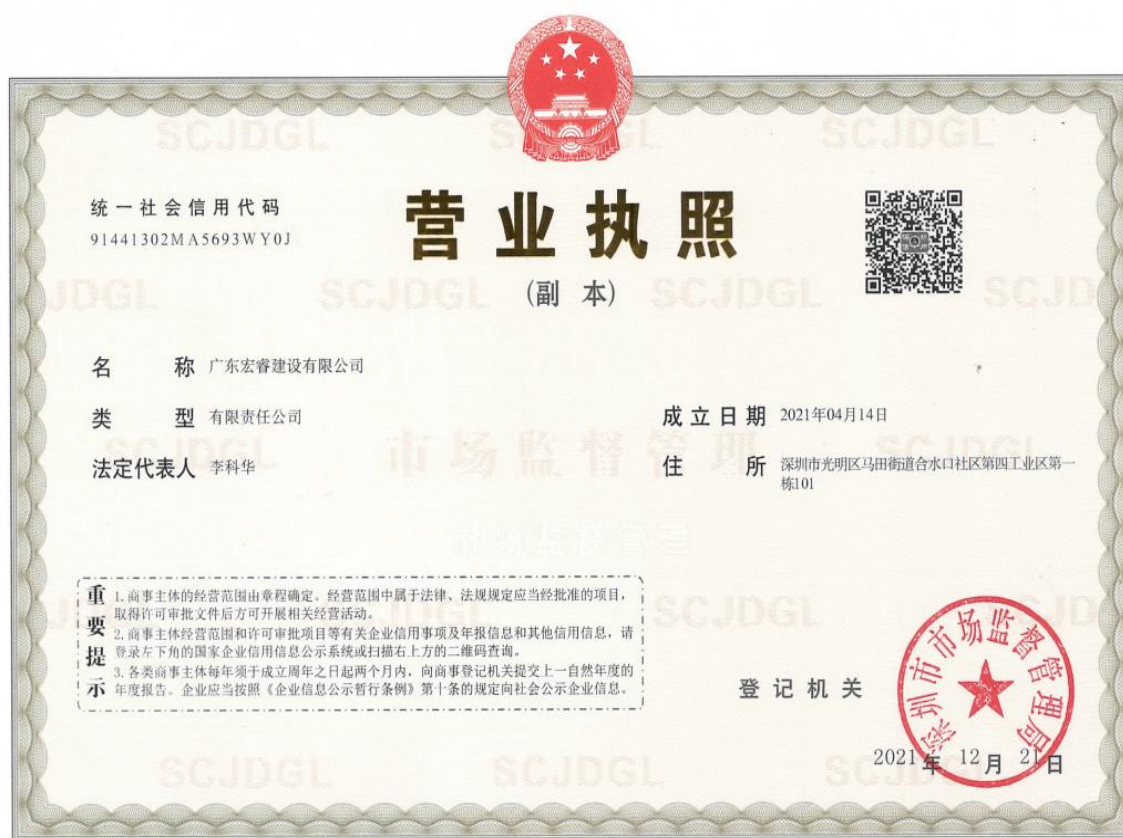 统一社会信用代码
91441302MA5693WY0J
营业执照
(副 本)
名 称 广东宏睿建设有限公司
类 型 有限责任公司
法定代表人 李科华
成立日期 2021年04月14日
住 所 深圳市光明区马田街道合水口社区第四工业区第一
栋101
重要提示
1.商事主体的经营范围由章程确定。经营范围中属于法律、法规规定应当经批准的项目，
取得许可审批文件后方可开展相关经营活动。
2.商事主体经营范围和许可审批项目等有关企业信用事项及年报信息和其他信用信息，请
登录左下角的国家企业信用信息公示系统或扫描右上方的二维码查询。
3.各类商事主体每年须于成立周年之日起两个月内，向商事登记机关提交上一自然年度的
年度报告。企业应当按照《企业信息公示暂行条例》第十条的规定向社会公示企业信息。
登记机关
深圳市市场监督管理局
2021年 12月 21日
SCJDGL
市场监督管理